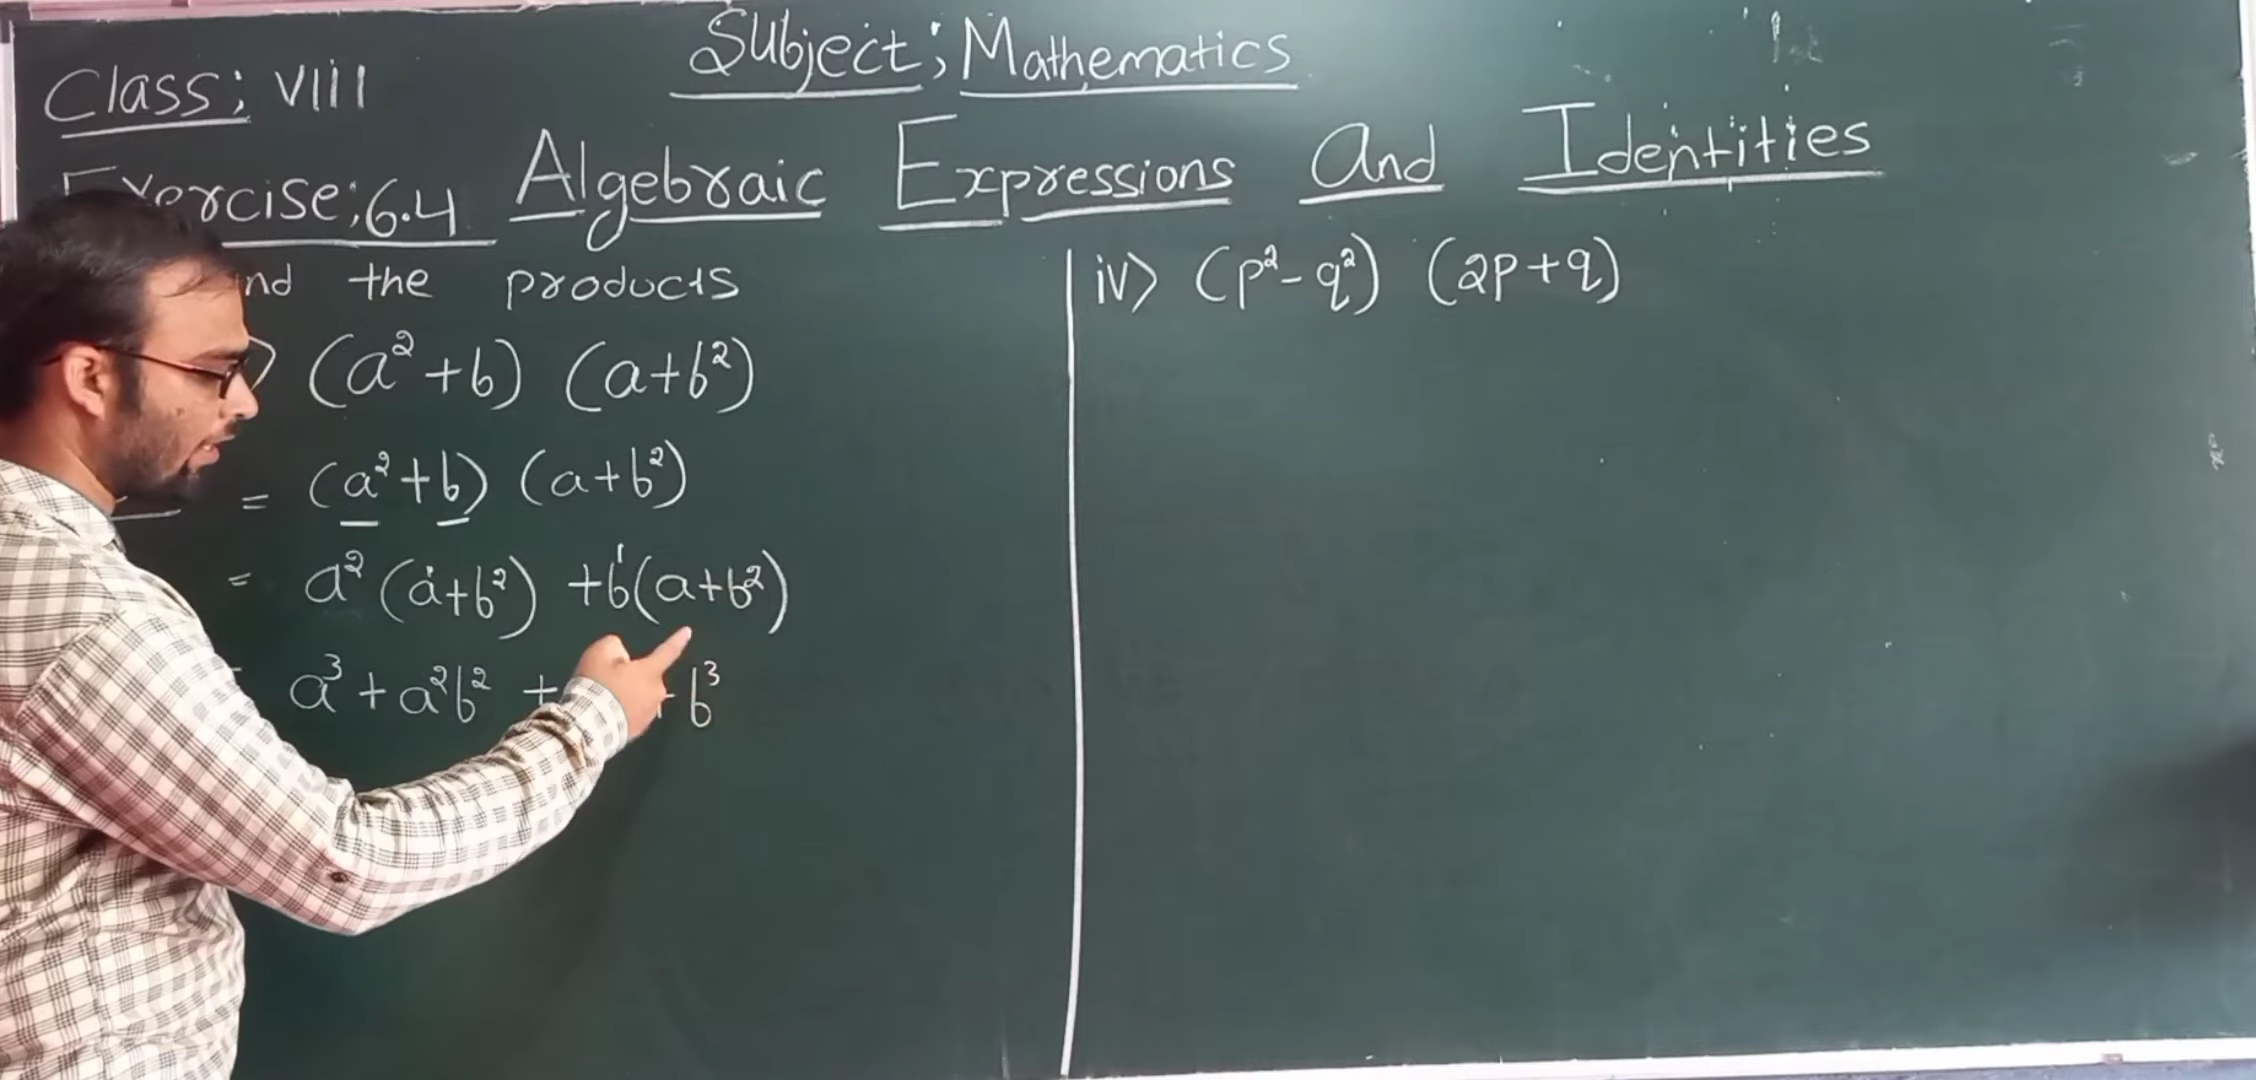 Subject; Mathematics
Class; VIII
Exercise; 6.4 Algebraic Expressions And Identities
the products
(a²+b) (a+b²)
= (a²+b) (a+b²)
= a²(a+b²) +b¹(a+b²)
a³+a²b² + b³
iv> (p²-q²) (2p+q)